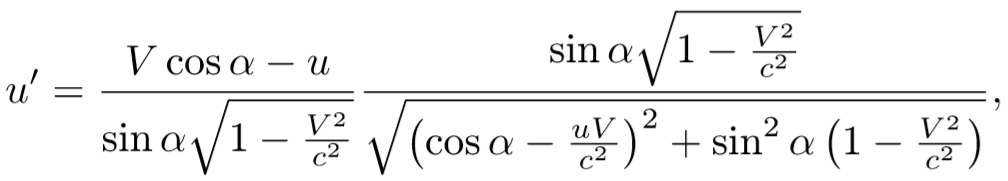 u' = \frac{V \cos \alpha - u}{\sin \alpha \sqrt{1 - \frac{V^2}{c^2}}} \frac{\sin \alpha \sqrt{1 - \frac{V^2}{c^2}}}{\sqrt{\left(\cos \alpha - \frac{uV}{c^2}\right)^2 + \sin^2 \alpha \left(1 - \frac{V^2}{c^2}\right)}},